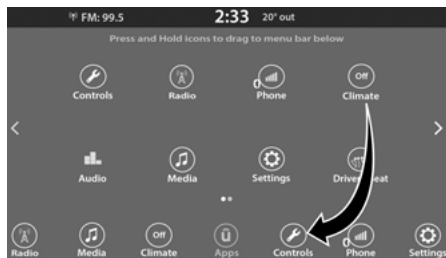 FM: 99.5 2:33 20° out
Press and Hold icons to drag to menu bar below
Off
Controls Radio Phone Climate
Audio Media Settings Driver Seat
Off
Radio Media Climate Apps Controls Phone Settings